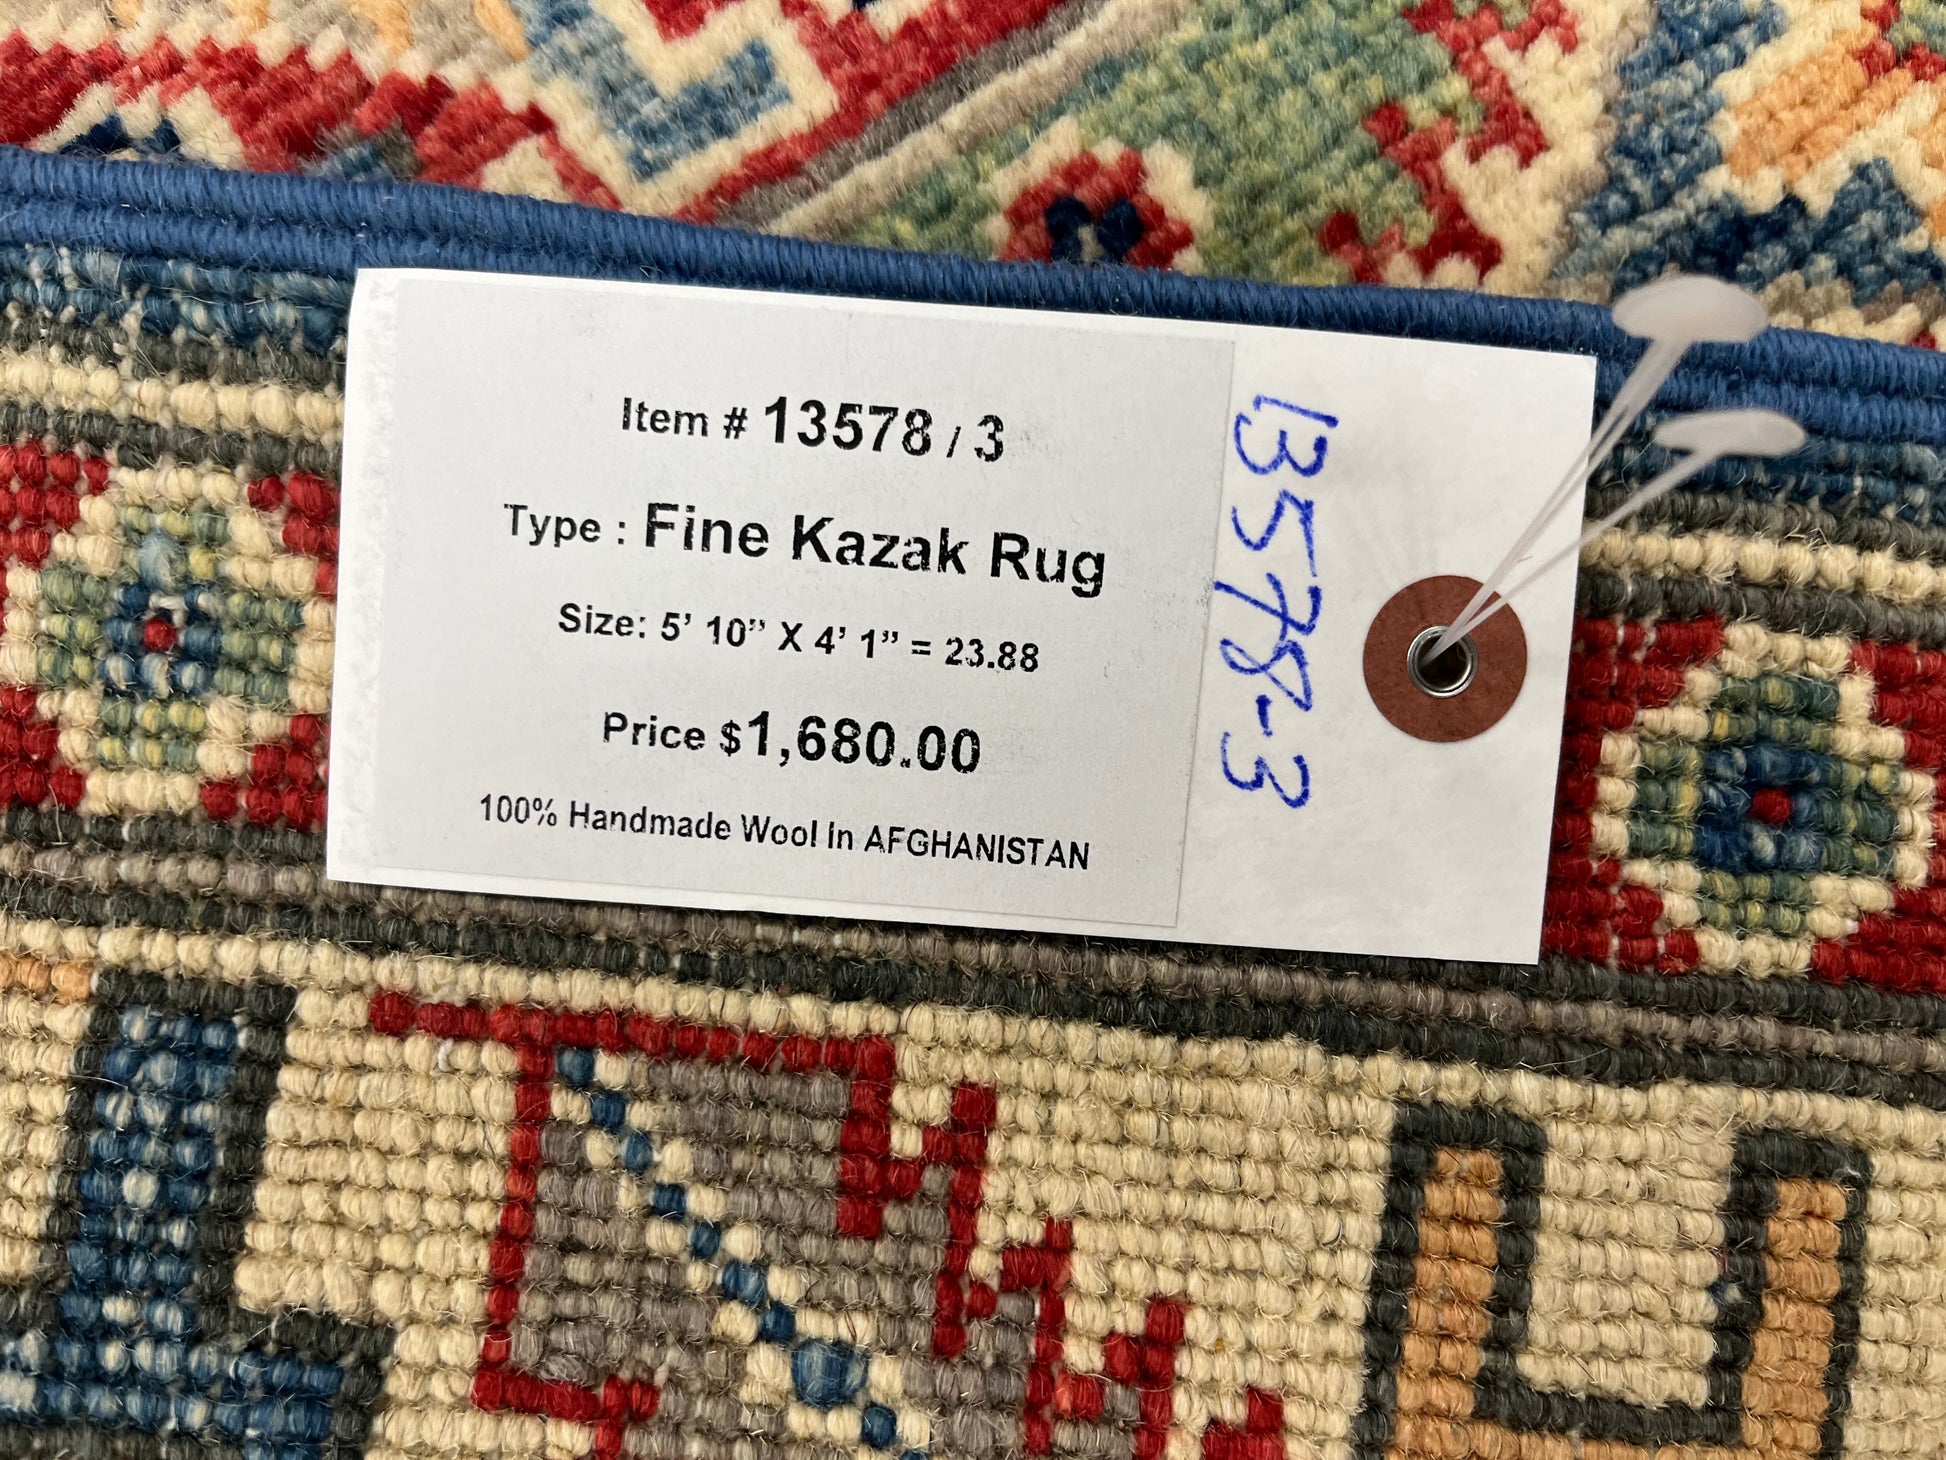 Item # 13578 / 3
Type : Fine Kazak Rug
Size: 5’ 10” X 4’ 1” = 23.88
Price $1,680.00
100% Handmade Wool In AFGHANISTAN
13578-3